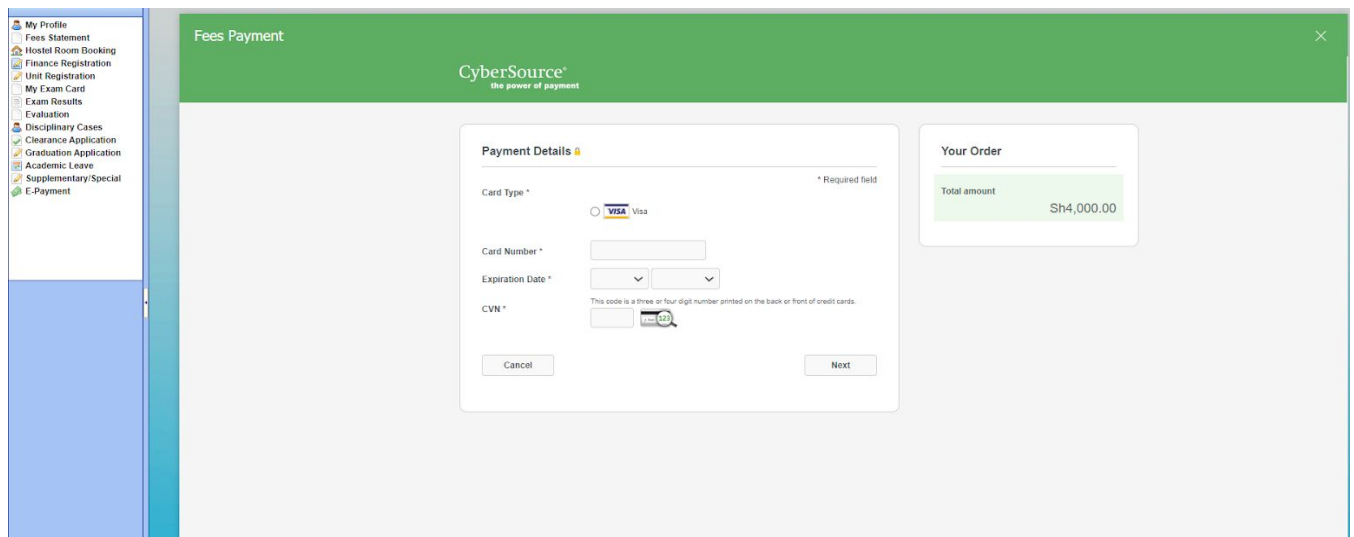 My Profile
Fees Statement
Hostel Room Booking
Finance Registration
Unit Registration
My Exam Card
Exam Results
Evaluation
Disciplinary Cases
Clearance Application
Graduation Application
Academic Leave
Supplementary/Special
E-Payment
Fees Payment
CyberSource®
the power of payment
Payment Details
* Required field
Card Type *
VISA Visa
Card Number *
Expiration Date *
This code is a three or four digit number printed on the back or front of credit cards.
CVN *
123
Cancel
Next
Your Order
Total amount
Sh4,000.00